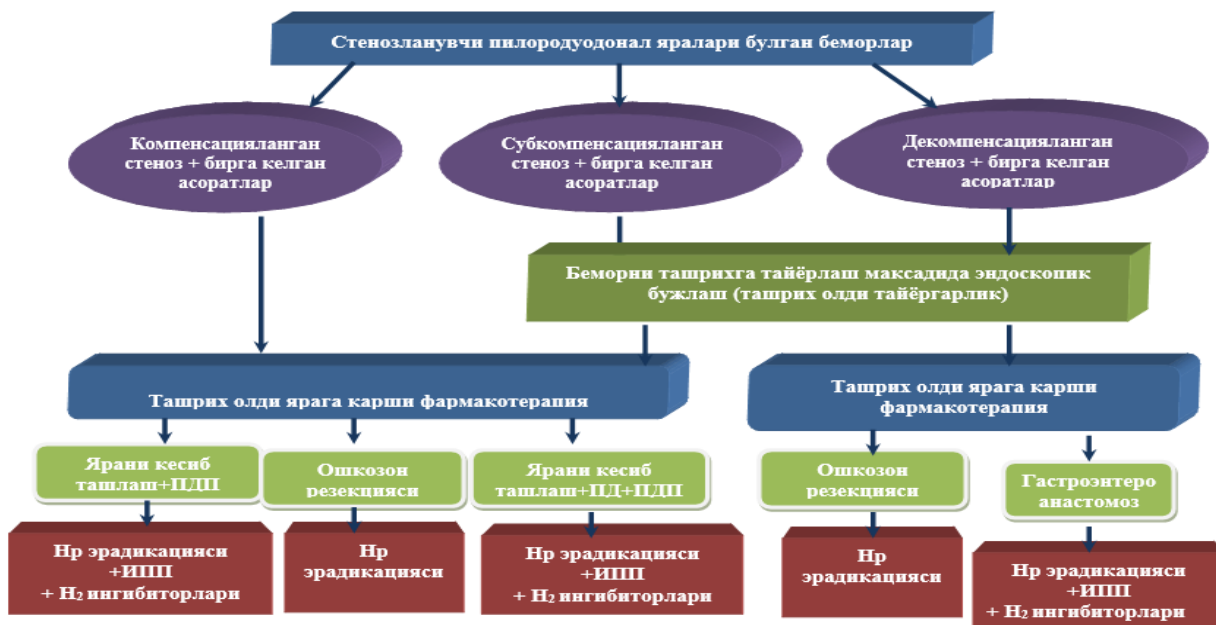 Стенозланувчи пилородуодонал яралари булган беморлар
Компенсацияланган
стеноз + бирга келган
асоратлар
Субкомпенсацияланган
стеноз + бирга келган
асоратлар
Декомпенсацияланган
стеноз + бирга келган
асоратлар
Беморни ташрихга тайёрлаш максадида эндоскопик
бужлаш (ташрих олди тайёргарлик)
Ташрих олди ярага карши фармакотерапия
Ташрих олди ярага карши
фармакотерапия
Ярани кесиб
ташлаш+ПДП
Ошкозон
резекцияси
Ярани кесиб
ташлаш+ПД+ПДП
Ошкозон
резекцияси
Гастроэнтеро
анастомоз
Нр эрадикацияси
+ИПП
+ Н₂ ингибиторлари
Нр
эрадикацияси
Нр эрадикацияси
+ИПП
+ Н₂ ингибиторлари
Нр
эрадикацияси
Нр эрадикацияси
+ИПП
+ Н₂ ингибиторлари